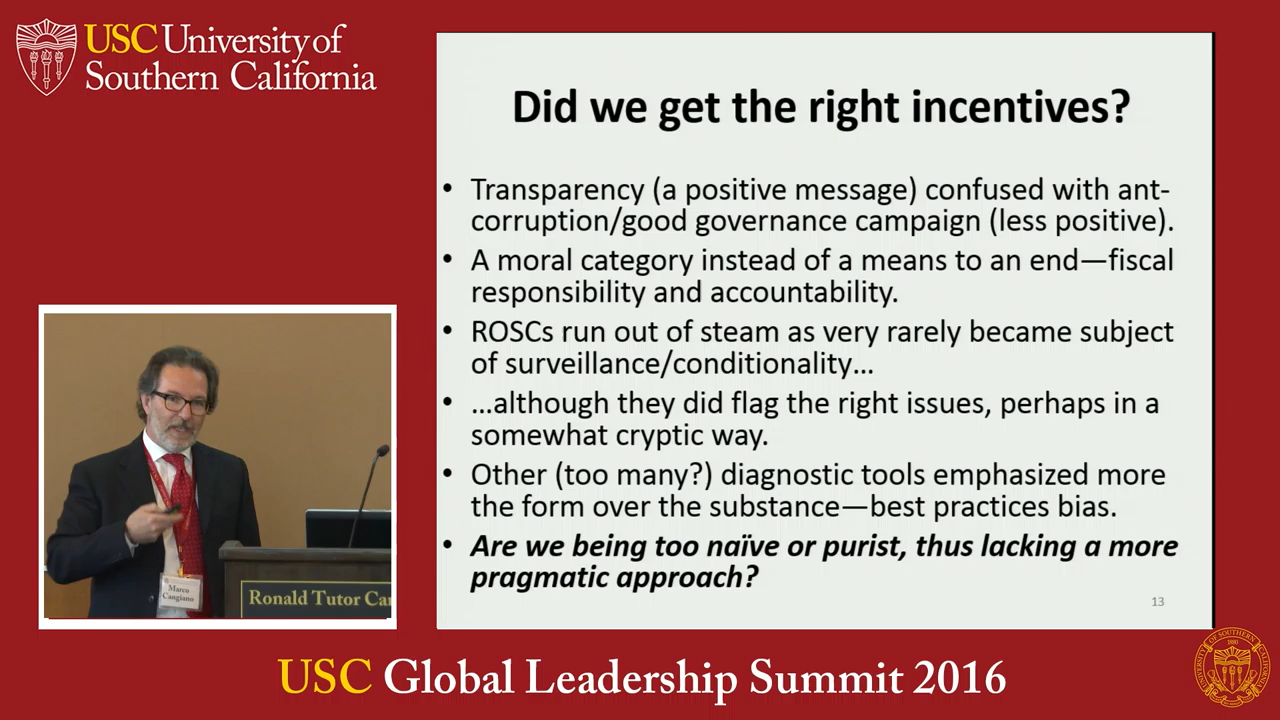 USC University of
Southern California
Did we get the right incentives?
• Transparency (a positive message) confused with ant-
corruption/good governance campaign (less positive).
• A moral category instead of a means to an end—fiscal
responsibility and accountability.
• ROSCs run out of steam as very rarely became subject
of surveillance/conditionality…
• …although they did flag the right issues, perhaps in a
somewhat cryptic way.
• Other (too many?) diagnostic tools emphasized more
the form over the substance—best practices bias.
• Are we being too naïve or purist, thus lacking a more
pragmatic approach?
13
Marco
Cangiano
Ronald Tutor Ca
USC Global Leadership Summit 2016